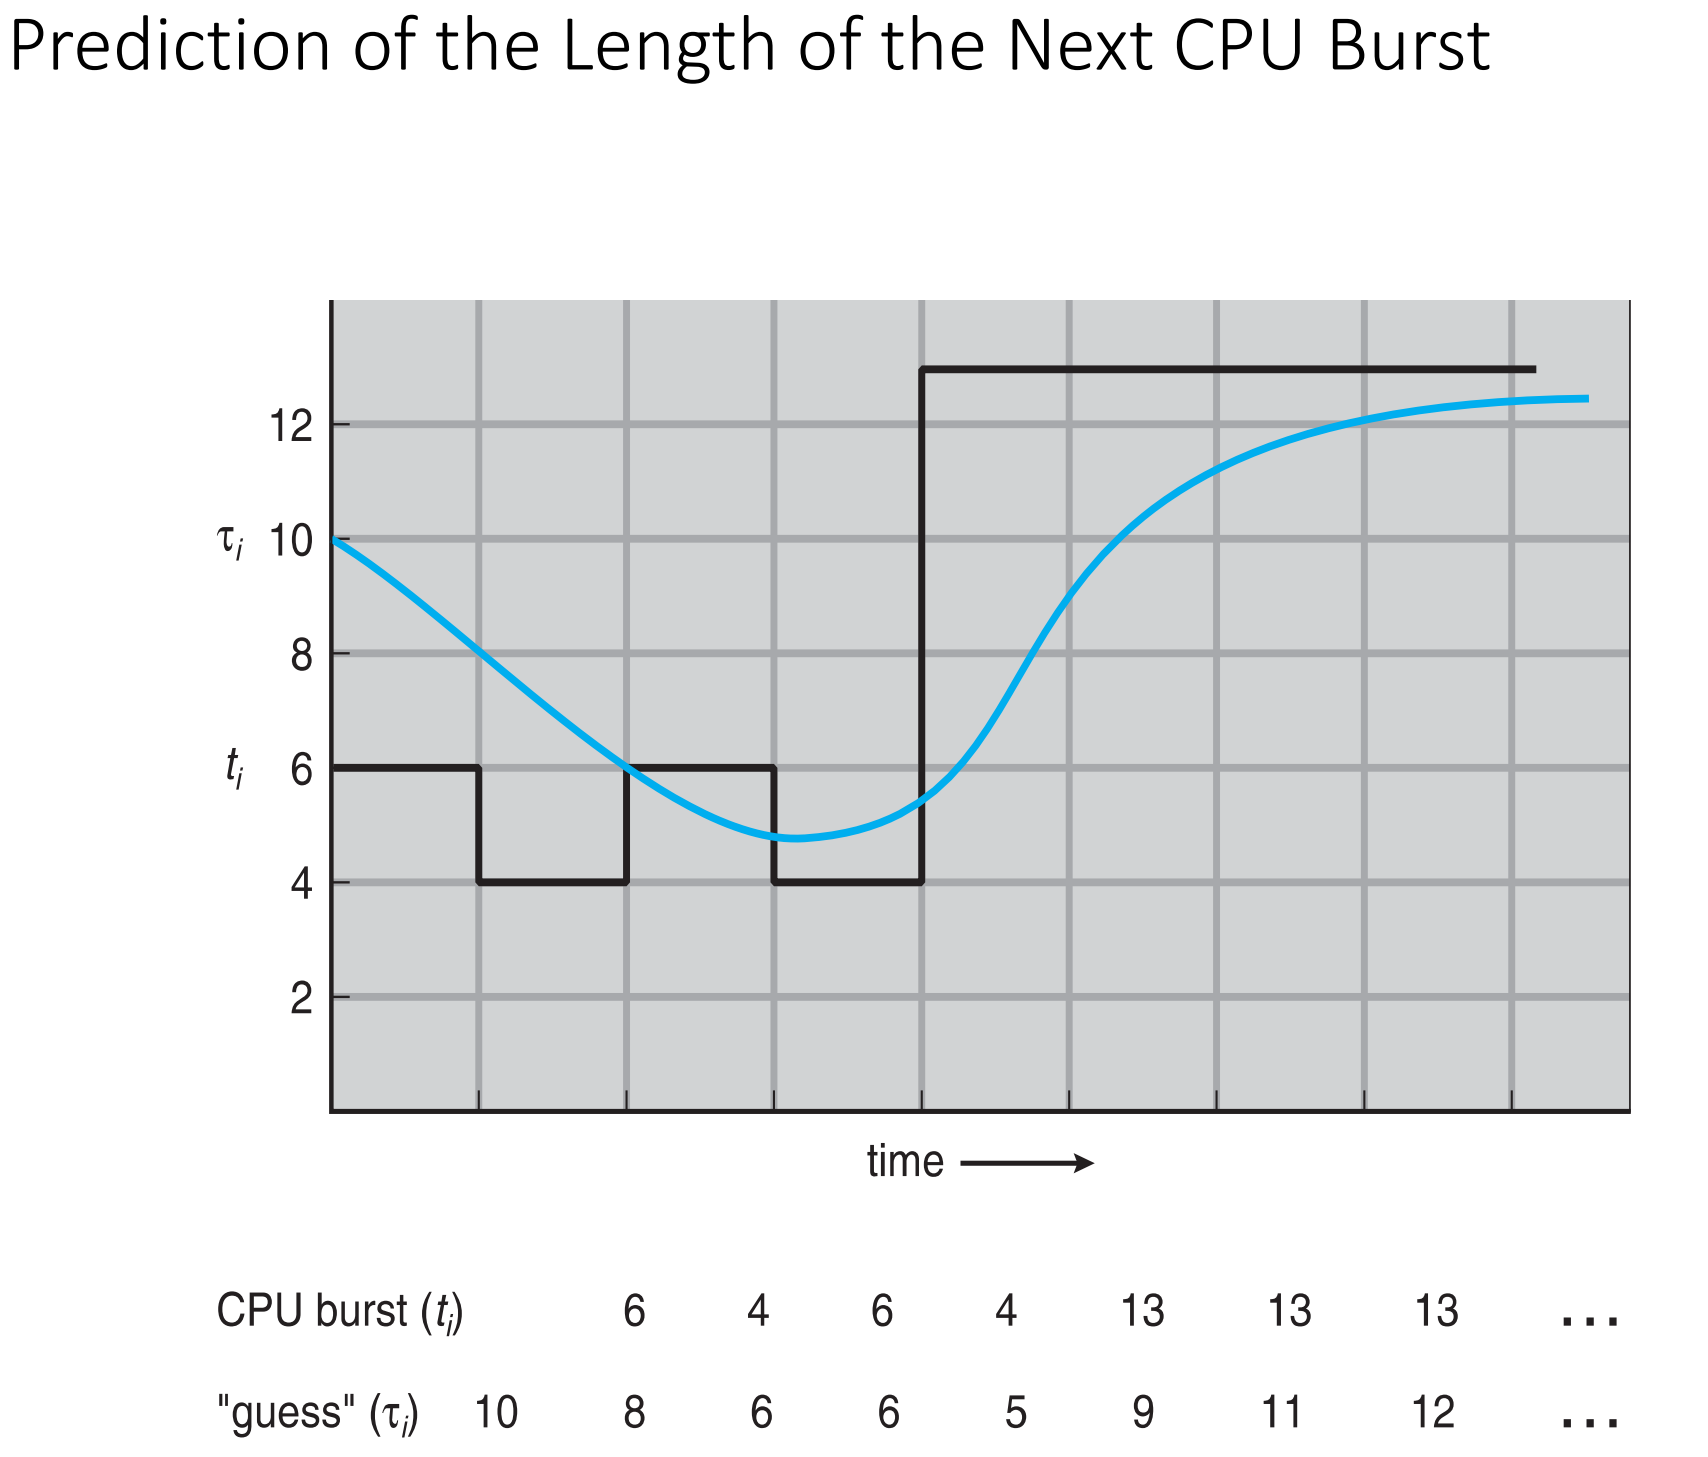 Prediction of the Length of the Next CPU Burst
12
τi 10
8
ti 6
4
2
time
CPU burst (ti) 6 4 6 4 13 13 13 ...
"guess" (τi) 10 8 6 6 5 9 11 12 ...